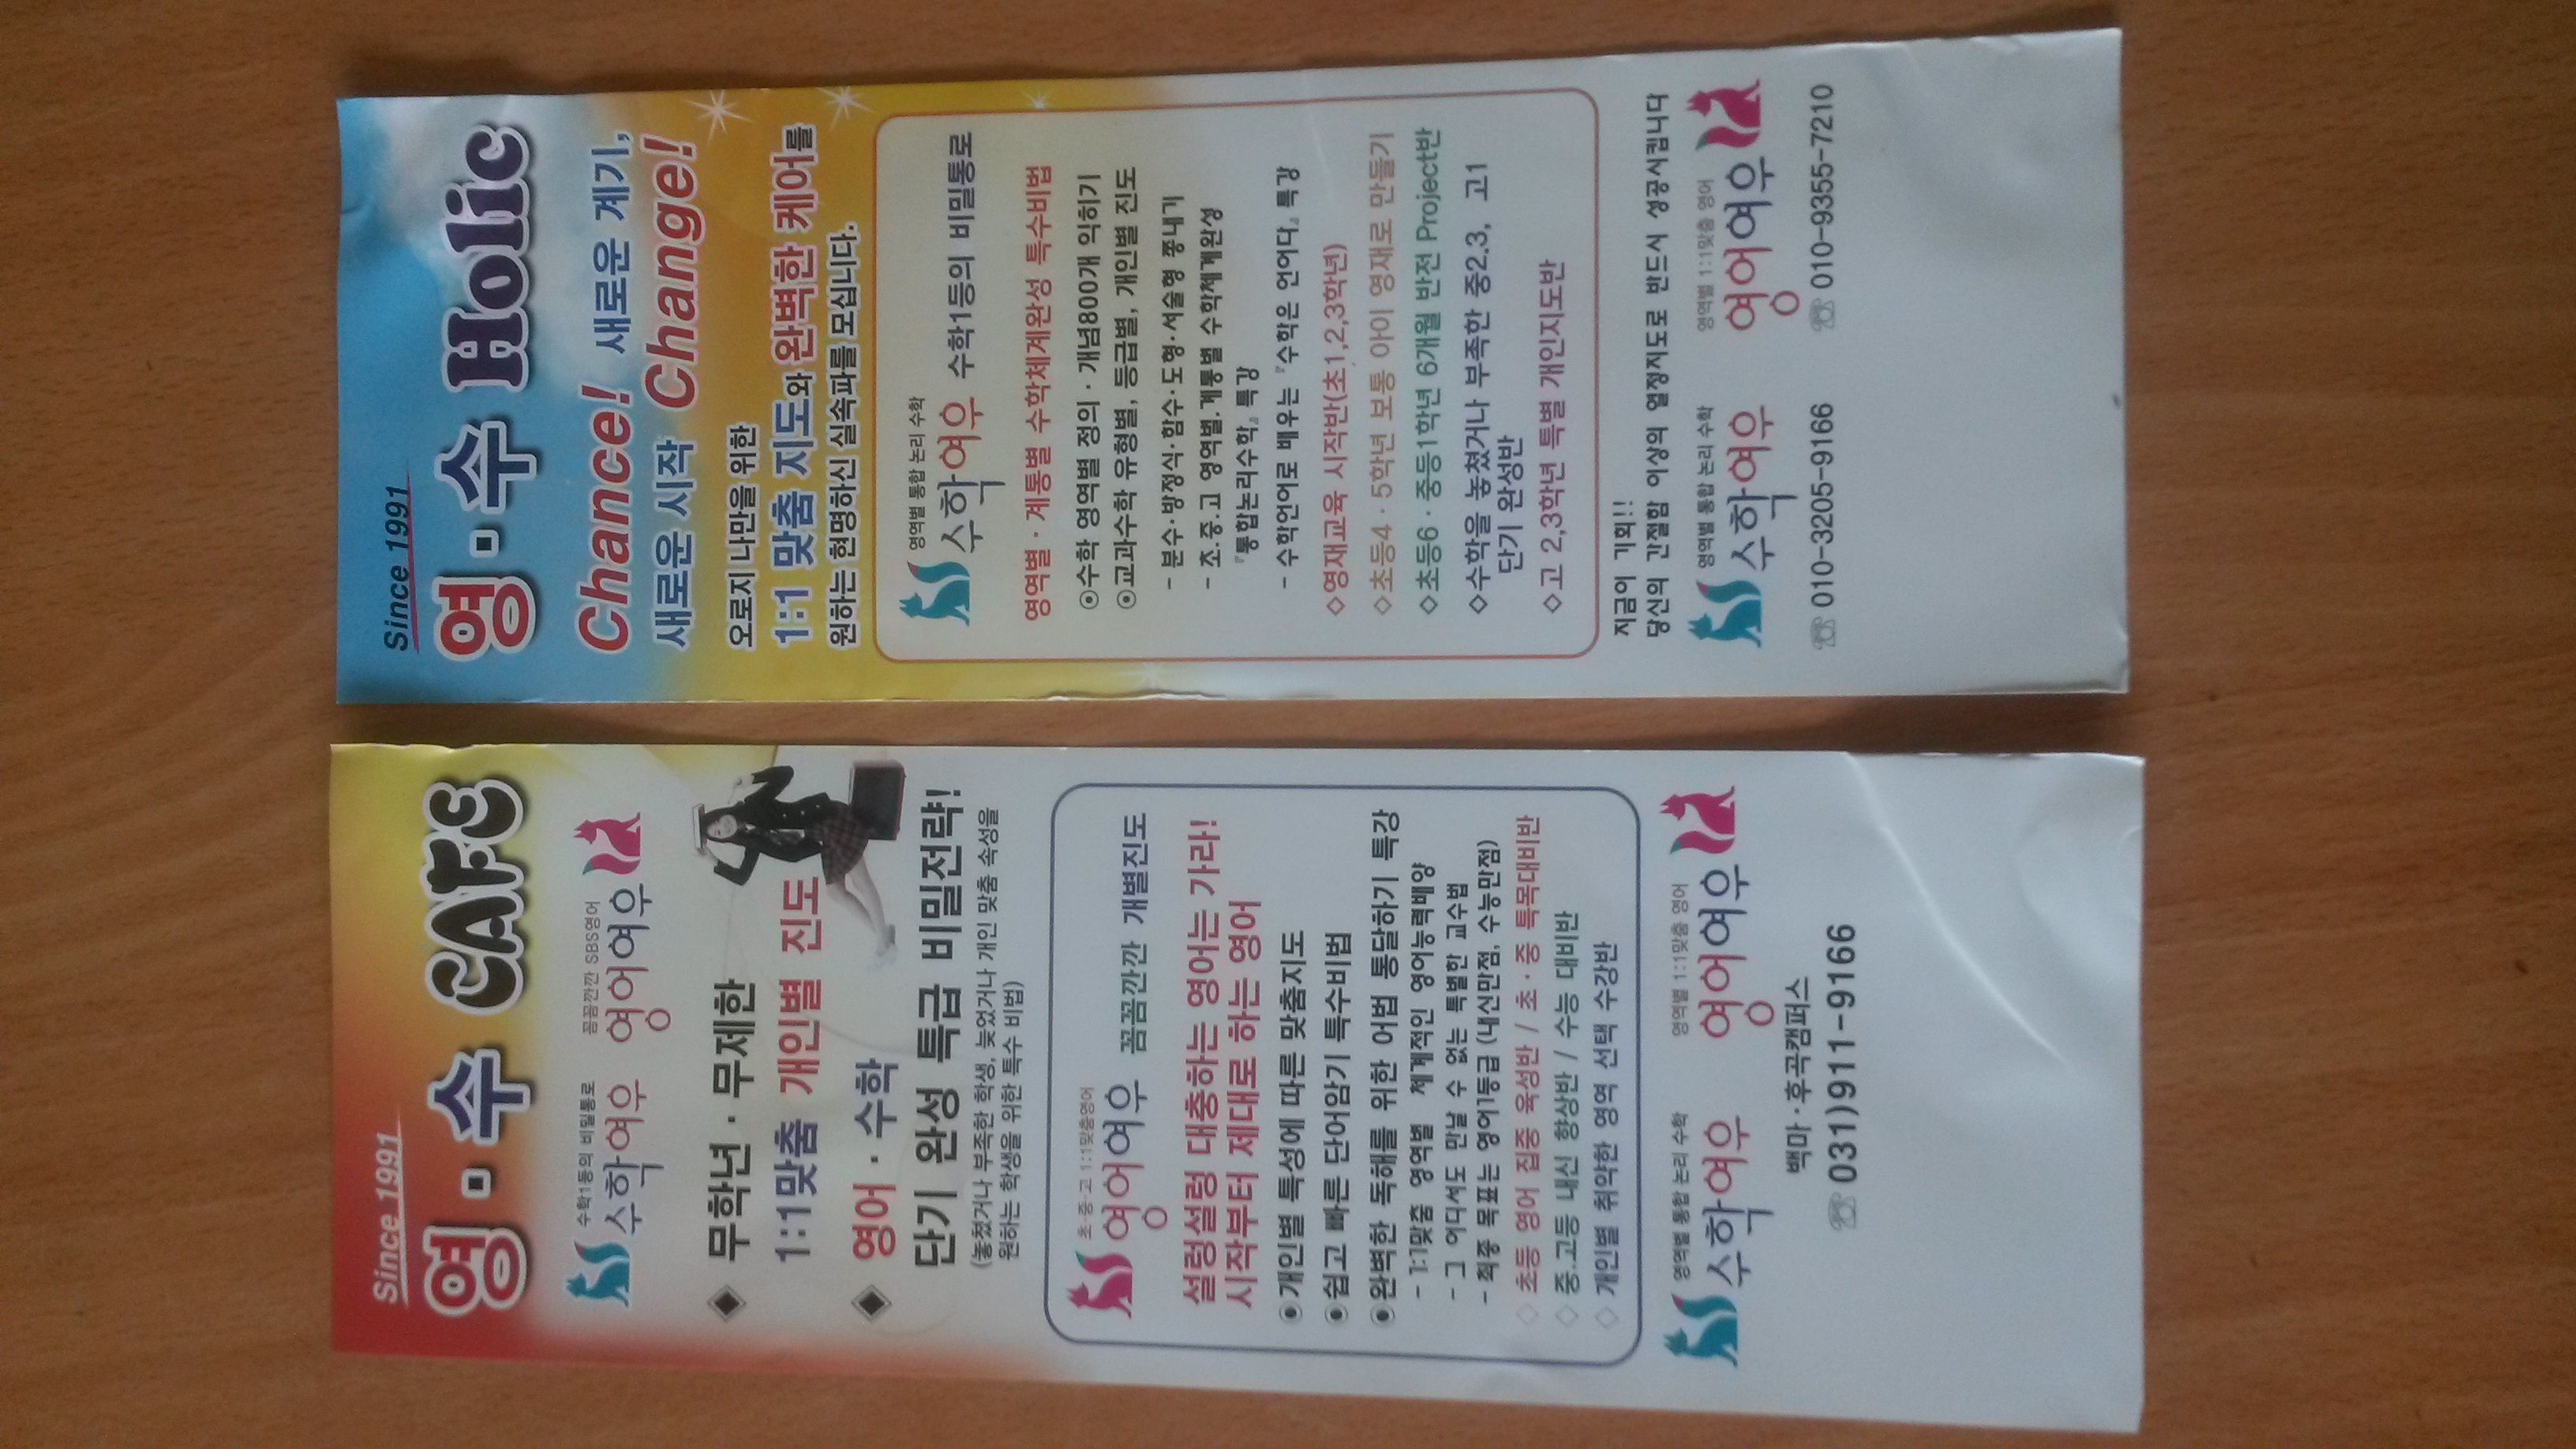 Since 1991
영·수 Holic
Chance! 새로운 계기,
새로운 시작 Change!
오로지 나만을 위한
1:1 맞춤 지도와 완벽한 케어를
원하는 현명하신 실속파를 모십니다.
영역별 통합 논리 수학
수학여우 수학1등의 비밀통로
영역별·계통별 수학체계완성 특수비법
◉수학 영역별 정의·개념800개 익히기
◉교과수학 유형별, 등급별, 개인별 진도
- 분수·방정식·함수·도형·서술형 뽕내기
- 초·중·고 영역별·계통별 수학체계완성
『통합논리수학』 특강
- 수학언어로 배우는 『수학은 언어다』 특강
◇영재교육 시작반(초1,2,3학년)
◇초등4·5학년 보통 아이 영재로 만들기
◇초등6·중등1학년 6개월 반전 Project반
◇수학을 놓쳤거나 부족한 중2.3, 고1
단기 완성반
◇고 2,3학년 특별 개인지도반
지금이 기회!!
당신의 간절함 이상의 열정지도로 반드시 성공시킵니다
영역별 통합 논리 수학 영역별 1:1맞춤 영어
수학여우 영어여우
☏ 010-3205-9166 ☏ 010-9355-7210
Since 1991
영·수 CAFS
수학1등의 비밀통로 꼼꼼깐깐 SBS영어
수학여우 영어여우
◆ 무학년·무제한
1:1맞춤 개인별 진도
◆ 영어·수학
단기 완성 특급 비밀전략!
(놓쳤거나 부족한 학생, 늦었거나 개인 맞춤 속성을
원하는 학생을 위한 특수 비법)
초·중·고 1:1맞춤영어
영어여우 꼼꼼깐깐 개별진도
설렁설렁 대충하는 영어는 가라!
시작부터 제대로 하는 영어
◉개인별 특성에 따른 맞춤지도
◉쉽고 빠른 단어암기 특수비법
◉완벽한 독해를 위한 어법 통달하기 특강
- 1:1맞춤 영역별 체계적인 영어능력배양
- 그 어디서도 만날 수 없는 특별한 교수법
- 최종 목표는 영어1등급 (내신만점, 수능만점)
◇ 초등 영어 집중 육성반 / 초·중 특목대비반
◇ 중·고등 내신 향상반 / 수능 대비반
◇ 개인별 취약한 영역 선택 수강반
영역별 통합 논리 수학 영역별 1:1맞춤 영어
수학여우 영어여우
백마·후곡캠퍼스
☏ 031)911-9166